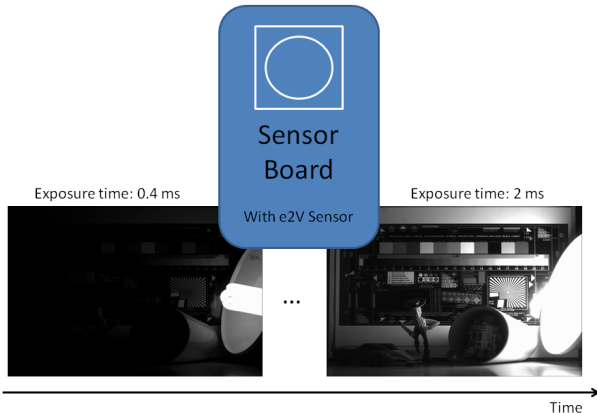 Sensor
Board
With e2V Sensor
Exposure time: 0.4 ms
Exposure time: 2 ms
...
Time